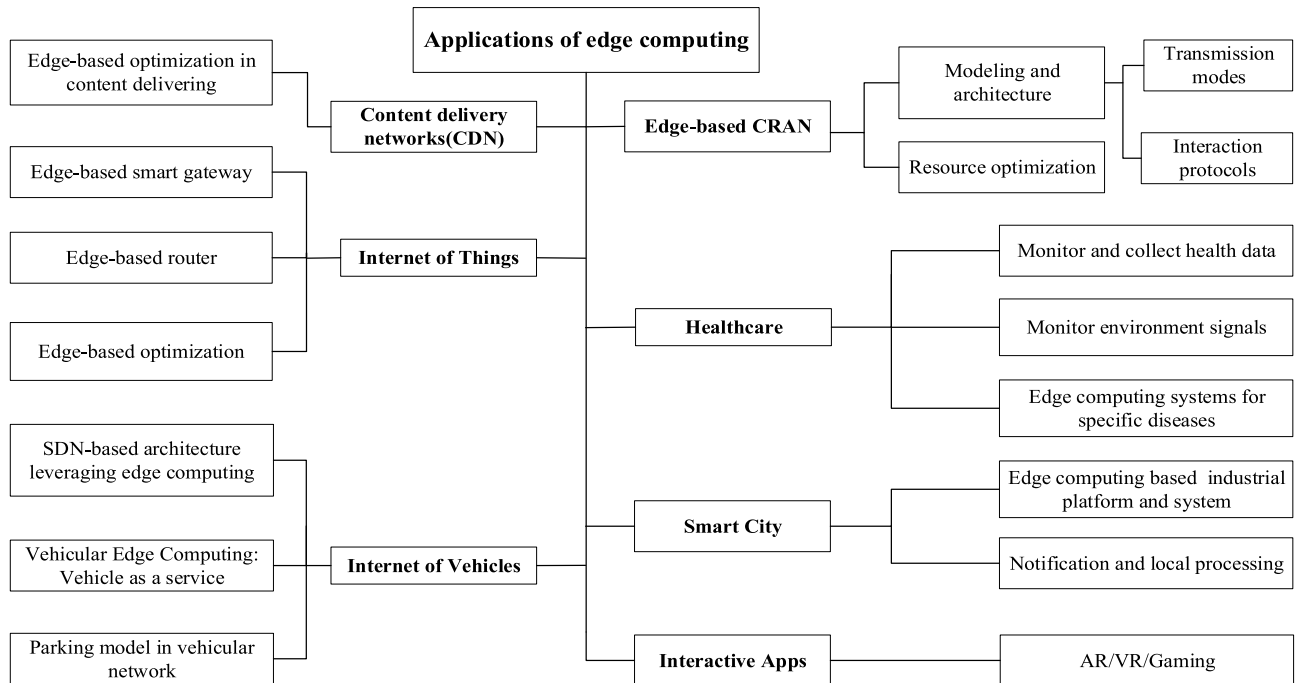 Applications of edge computing
Edge-based optimization in
content delivering
Content delivery
networks(CDN)
Edge-based smart gateway
Edge-based router
Internet of Things
Edge-based optimization
SDN-based architecture
leveraging edge computing
Vehicular Edge Computing:
Vehicle as a service
Internet of Vehicles
Parking model in vehicular
network
Edge-based CRAN
Modeling and
architecture
Transmission
modes
Interaction
protocols
Resource optimization
Healthcare
Monitor and collect health data
Monitor environment signals
Edge computing systems for
specific diseases
Smart City
Edge computing based industrial
platform and system
Notification and local processing
Interactive Apps
AR/VR/Gaming